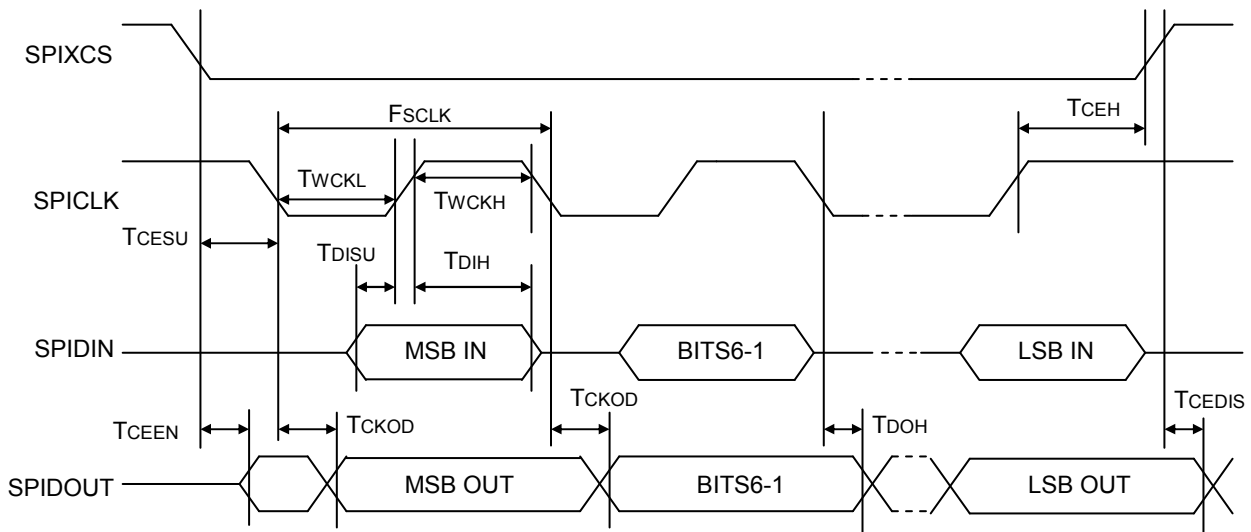 SPIXCS
FSCLK
TCEH
TWCKL
TWCKH
SPICLK
TCESU
TDISU
TDIH
SPIDIN
MSB IN
BITS6-1
LSB IN
TCEEN
TCKOD
TCKOD
TDOH
TCEDIS
SPIDOUT
MSB OUT
BITS6-1
LSB OUT